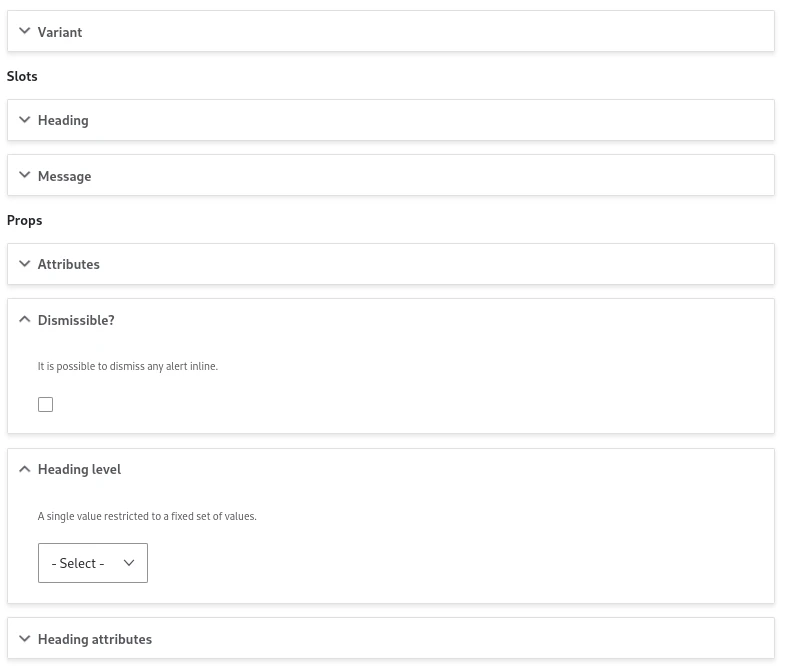 Variant
Slots
Heading
Message
Props
Attributes
Dismissible?
It is possible to dismiss any alert inline.
Heading level
A single value restricted to a fixed set of values.
- Select -
Heading attributes